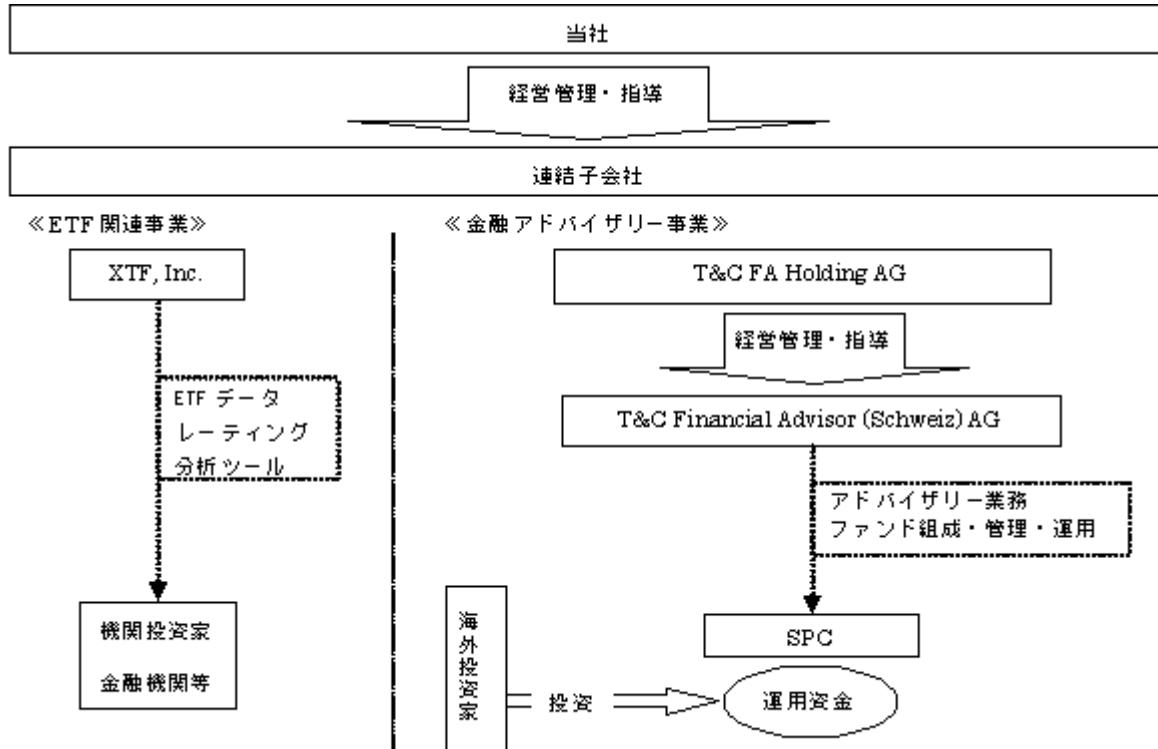 当社
経営管理・指導
連結子会社
≪ETF関連事業≫
XTF, Inc.
ETFデータ
レーティング
分析ツール
機関投資家
金融機関等
≪金融アドバイザリー事業≫
T&C FA Holding AG
経営管理・指導
T&C Financial Advisor (Schweiz) AG
アドバイザリー業務
ファンド組成・管理・運用
SPC
海外投資家
投資
運用資金